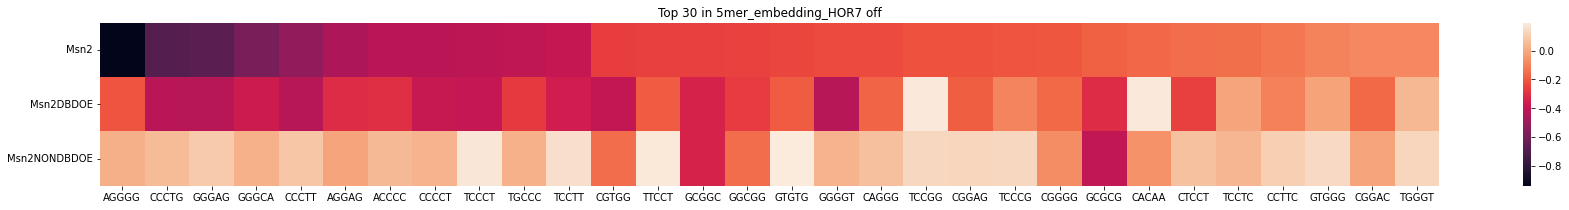 Top 30 in 5mer_embedding_HOR7 off
Msn2
Msn2DBDOE
Msn2NONDBDOE
AGGGG CCCTG GGGAG GGGCA CCCTT AGGAG ACCCC CCCCT TCCCT TGCCC TCCTT CGTGG TTCCT GCGGC GGCGG GTGTG GGGGT CAGGG TCCGG CGGAG TCCCG CGGGG GCGCG CACAA CTCCT TCCTC CCTTC GTGGG CGGAC TGGGT
0.0
−0.2
−0.4
−0.6
−0.8